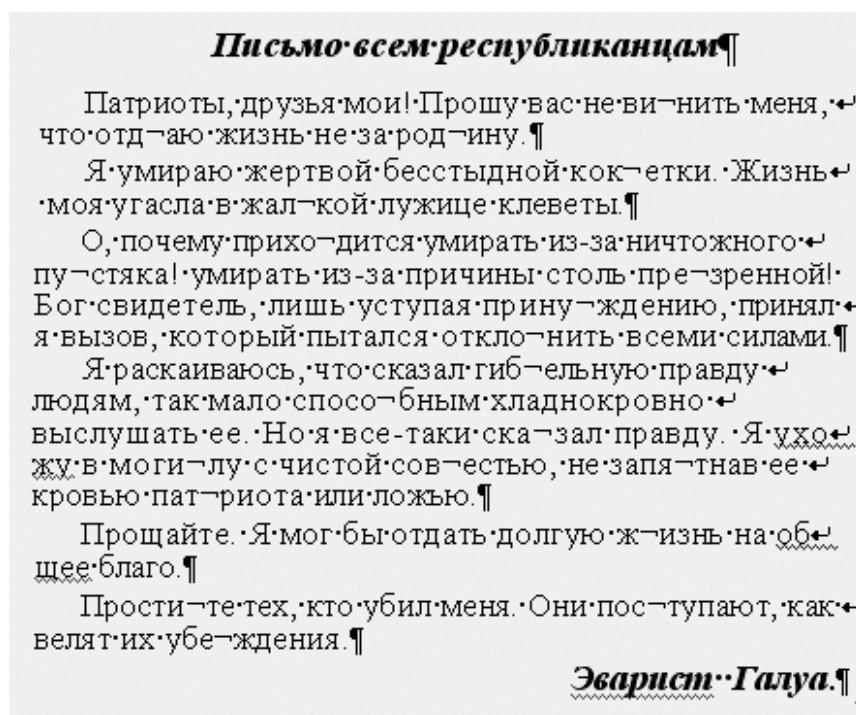 Письмо·всем·республиканцам¶
Патриоты,·друзья·мои!·Прошу·вас·не·ви¬нить·меня,·↵
что·отд¬аю·жизнь·не·за·род¬ину.¶
Я·умираю·жертвой·бесстыдной·кок¬етки.·Жизнь↵
·моя·угасла·в·жал¬кой·лужице·клеветы.¶
О,·почему·прихо¬дится·умирать·из-за·ничтожного·↵
пу¬стяка!·умирать·из-за·причины·столь·пре¬зренной!·
Бог·свидетель,·лишь·уступая·прину¬ждению,·принял·↵
я·вызов,·который·пытался·откло¬нить·всеми·силами.¶
Я·раскаиваюсь,·что·сказал·гиб¬ельную·правду·↵
людям,·так·мало·спосо¬бным·хладнокровно·↵
выслушать·ее.·Но·я·все-таки·ска¬зал·правду.·Я·ухо↵
жу·в·моги¬лу·с·чистой·сов¬естью,·не·запя¬тнав·ее·↵
кровью·пат¬риота·или·ложью.¶
Прощайте.·Я·мог·бы·отдать·долгую·ж¬изнь·на·об↵
щее·благо.¶
Прости¬те·тех,·кто·убил·меня.·Они·пос¬тупают,·как·↵
велят·их·убе¬ждения.¶
Эварист··Галуа.¶